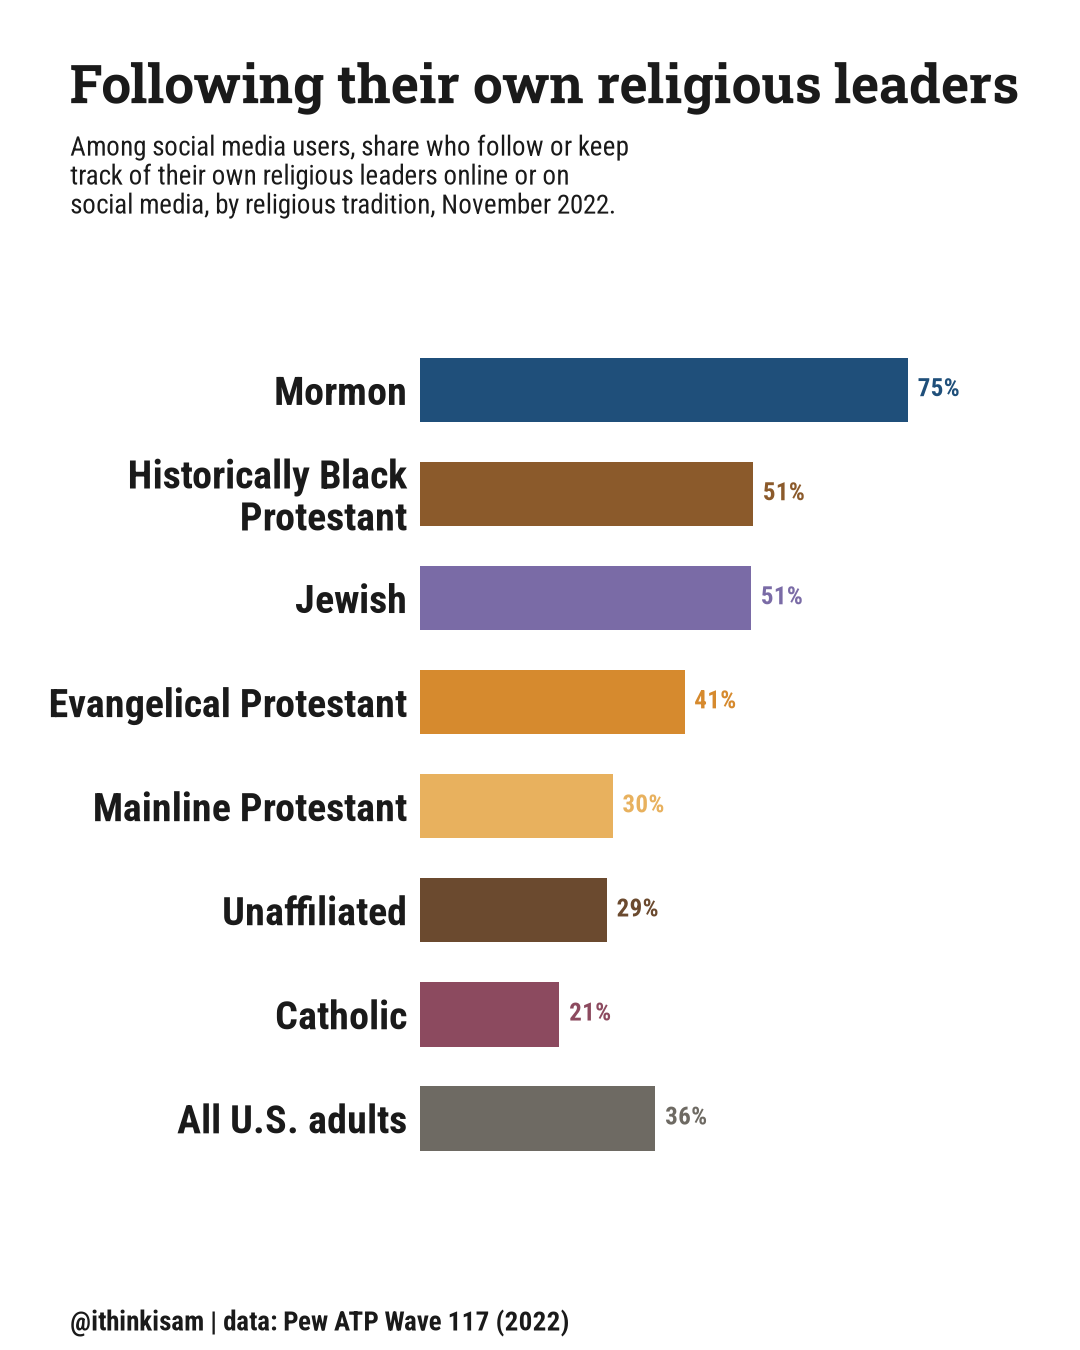 Following their own religious leaders
Among social media users, share who follow or keep
track of their own religious leaders online or on
social media, by religious tradition, November 2022.
Mormon
75%
Historically Black
Protestant
51%
Jewish
51%
Evangelical Protestant
41%
Mainline Protestant
30%
Unaffiliated
29%
Catholic
21%
All U.S. adults
36%
@ithinkisam | data: Pew ATP Wave 117 (2022)